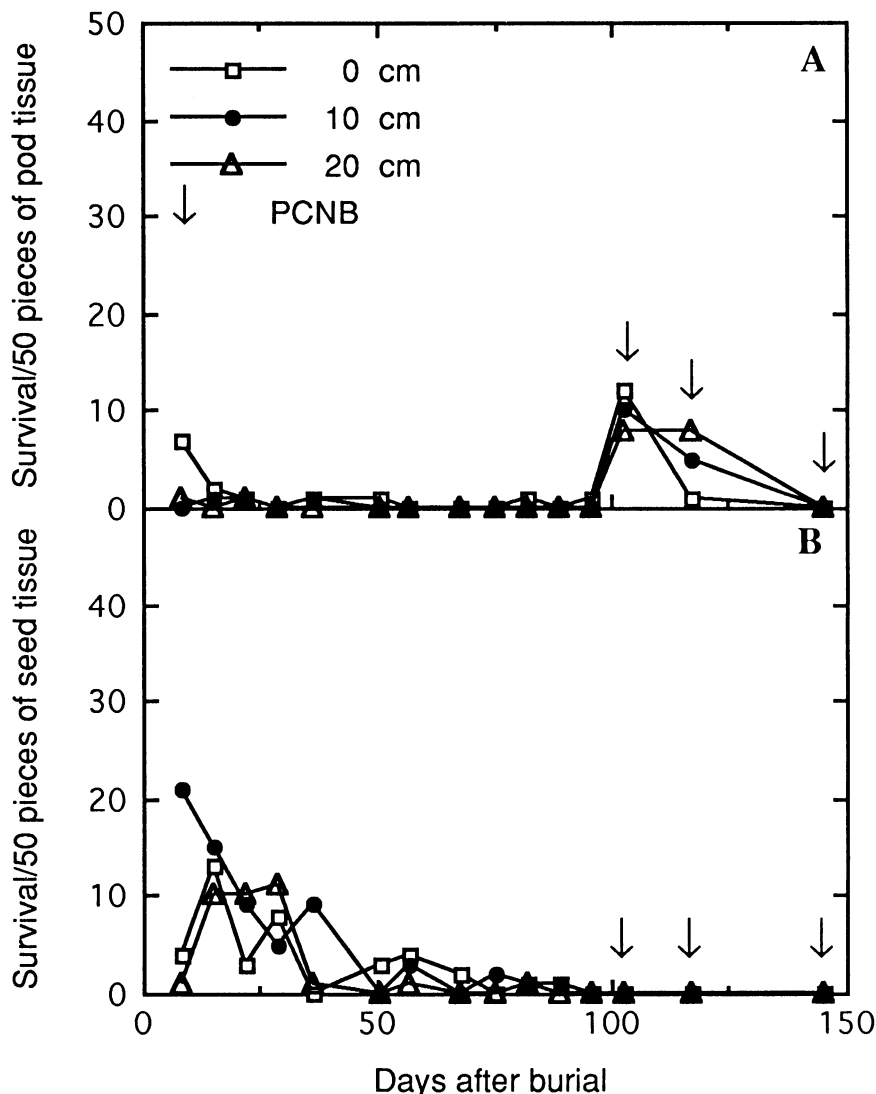 50
A
0 cm
40
10 cm
20 cm
30
PCNB
20
10
0
Survival/50 pieces of pod tissue
B
40
30
20
10
0
Survival/50 pieces of seed tissue
0 50 100 150
Days after burial